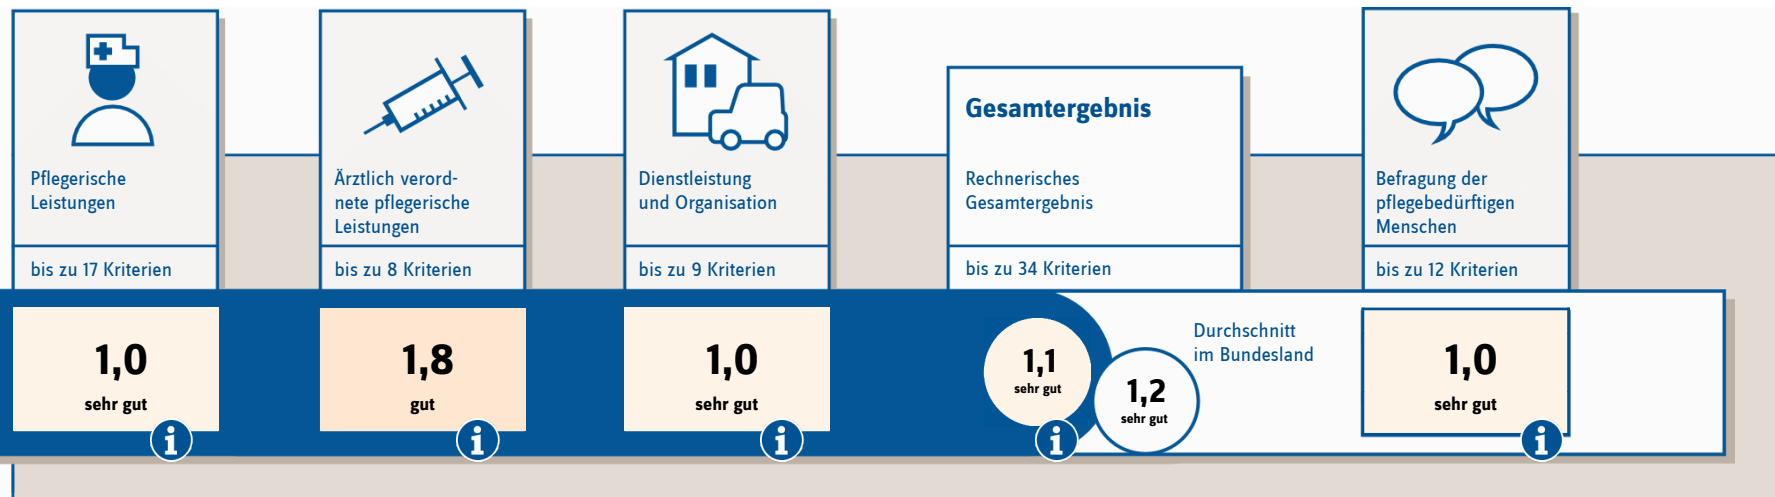 Pflegerische
Leistungen
bis zu 17 Kriterien
1,0
sehr gut
i
Ärztlich verord-
nete pflegerische
Leistungen
bis zu 8 Kriterien
1,8
gut
i
Dienstleistung
und Organisation
bis zu 9 Kriterien
1,0
sehr gut
i
Gesamtergebnis
Rechnerisches
Gesamtergebnis
bis zu 34 Kriterien
1,1
sehr gut
i
1,2
sehr gut
Durchschnitt
im Bundesland
Befragung der
pflegebedürftigen
Menschen
bis zu 12 Kriterien
1,0
sehr gut
i